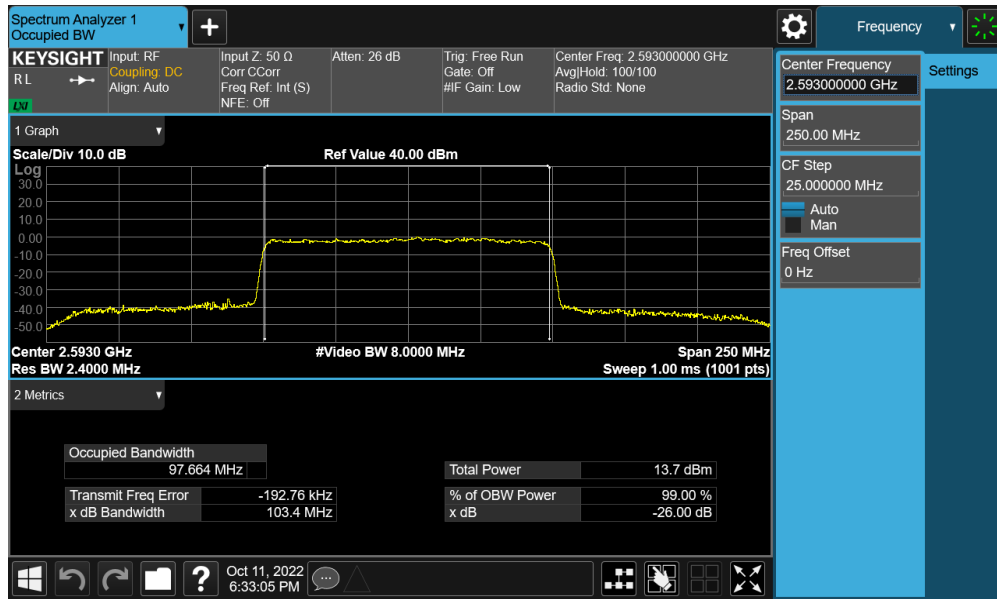 Spectrum Analyzer 1
Occupied BW
Frequency
KEYSIGHT
R L
LXI
Input: RF
Coupling: DC
Align: Auto
Input Z: 50 Ω
Corr CCorr
Freq Ref: Int (S)
NFE: Off
Atten: 26 dB
Trig: Free Run
Gate: Off
#IF Gain: Low
Center Freq: 2.593000000 GHz
Avg|Hold: 100/100
Radio Std: None
Center Frequency
2.593000000 GHz
Settings
Span
250.00 MHz
CF Step
25.000000 MHz
Auto
Man
Freq Offset
0 Hz
1 Graph
Scale/Div 10.0 dB
Ref Value 40.00 dBm
Log
30.0
20.0
10.0
0.00
-10.0
-20.0
-30.0
-40.0
-50.0
Center 2.5930 GHz
#Video BW 8.0000 MHz
Span 250 MHz
Res BW 2.4000 MHz
Sweep 1.00 ms (1001 pts)
2 Metrics
Occupied Bandwidth
97.664 MHz
Total Power 13.7 dBm
Transmit Freq Error -192.76 kHz
% of OBW Power 99.00 %
x dB Bandwidth 103.4 MHz
x dB -26.00 dB
?
Oct 11, 2022
6:33:05 PM